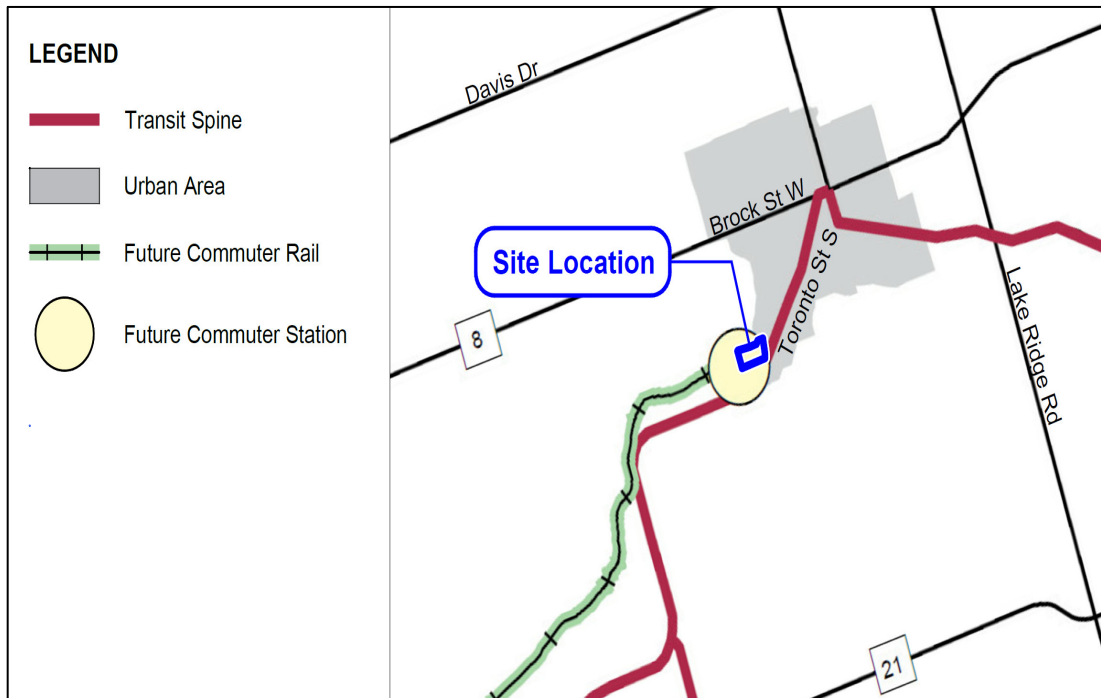 LEGEND
Transit Spine
Urban Area
Future Commuter Rail
Future Commuter Station
Davis Dr
Brock St W
Site Location
Toronto St S
Lake Ridge Rd
8
21